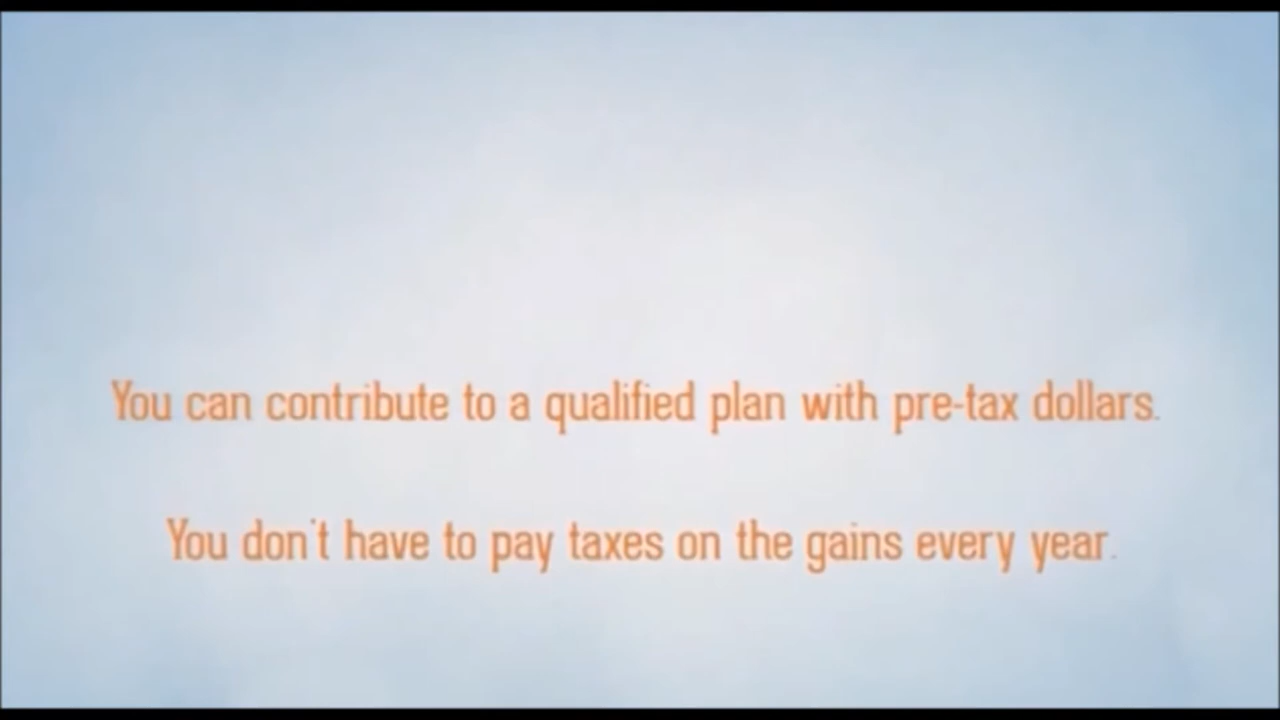 You can contribute to a qualified plan with pre-tax dollars.
You don't have to pay taxes on the gains every year.